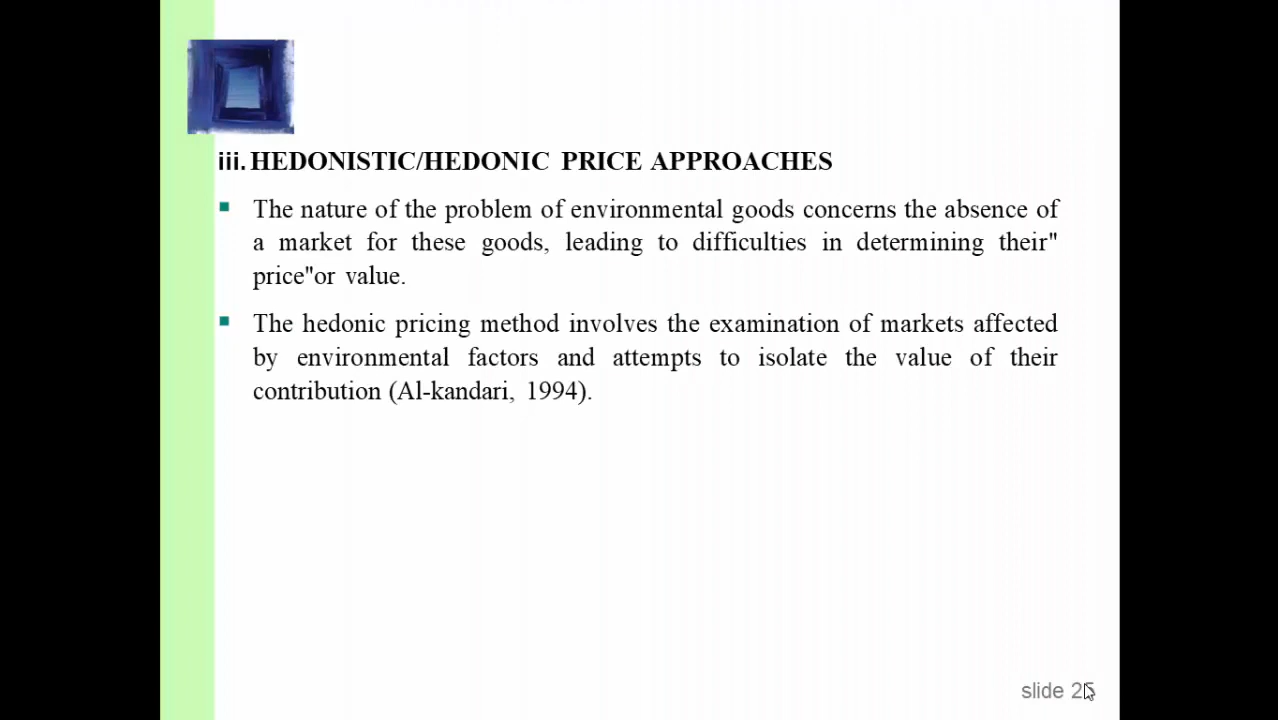 iii. HEDONISTIC/HEDONIC PRICE APPROACHES
The nature of the problem of environmental goods concerns the absence of
a market for these goods, leading to difficulties in determining their"
price"or value.
The hedonic pricing method involves the examination of markets affected
by environmental factors and attempts to isolate the value of their
contribution (Al-kandari, 1994).
slide 25